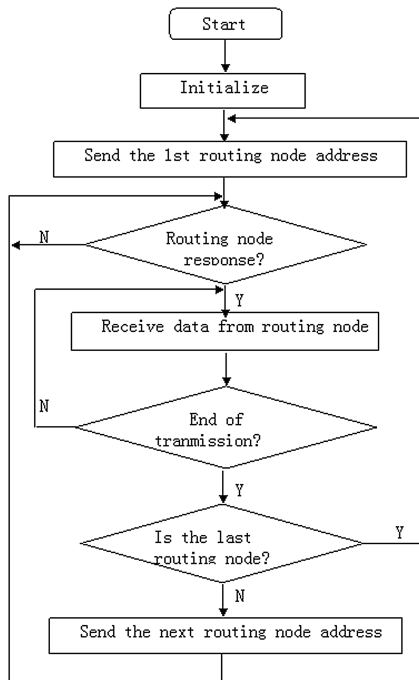 Start
Initialize
Send the 1st routing node address
N
Routing node
response?
Y
Receive data from routing node
N
End of
tranmission?
Y
Is the last
routing node?
Y
N
Send the next routing node address